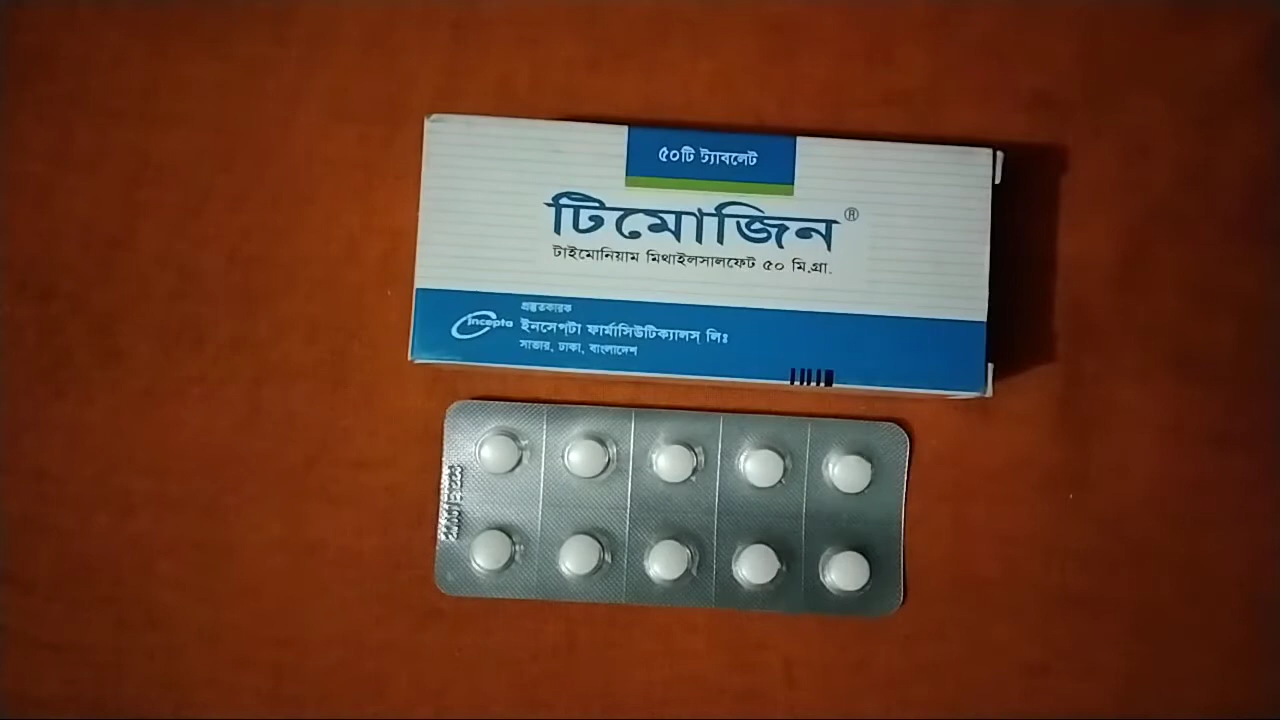 ৫০টি ট্যাবলেট
টিমোজিন®
টাইমোনিয়াম মিথাইলসালফেট ৫০ মি.গ্রা.
প্রস্তুতকারক
incepta ইনসেপটা ফার্মাসিউটিক্যালস্ লিঃ
সাভার, ঢাকা, বাংলাদেশ